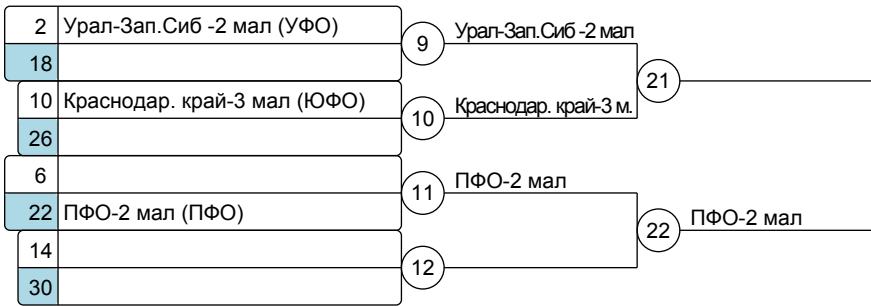 2 Урал-Зап.Сиб -2 мал (УФО)
18
9 Урал-Зап.Сиб -2 мал
10 Краснодар. край-3 мал (ЮФО)
26
10 Краснодар. край-3 м.
21
6
22 ПФО-2 мал (ПФО)
11 ПФО-2 мал
14
30
12
22 ПФО-2 мал